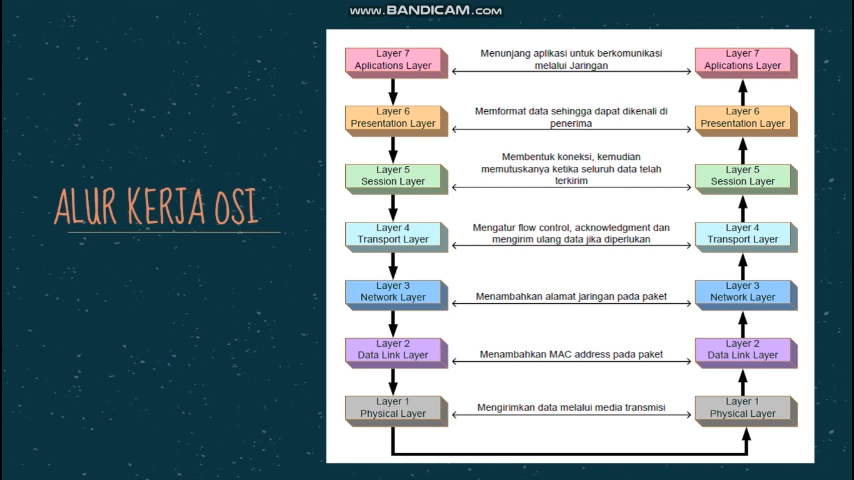 WWW.BANDICAM.COM
ALUR KERJA OSI
Layer 7
Aplications Layer
Menunjang aplikasi untuk berkomunikasi
melalui Jaringan
Layer 7
Aplications Layer
Layer 6
Presentation Layer
Memformat data sehingga dapat dikenali di
penerima
Layer 6
Presentation Layer
Layer 5
Session Layer
Membentuk koneksi, kemudian
memutuskanya ketika seluruh data telah
terkirim
Layer 5
Session Layer
Layer 4
Transport Layer
Mengatur flow control, acknowledgment dan
mengirim ulang data jika diperlukan
Layer 4
Transport Layer
Layer 3
Network Layer
Menambahkan alamat jaringan pada paket
Layer 3
Network Layer
Layer 2
Data Link Layer
Menambahkan MAC address pada paket
Layer 2
Data Link Layer
Layer 1
Physical Layer
Mengirimkan data melalui media transmisi
Layer 1
Physical Layer